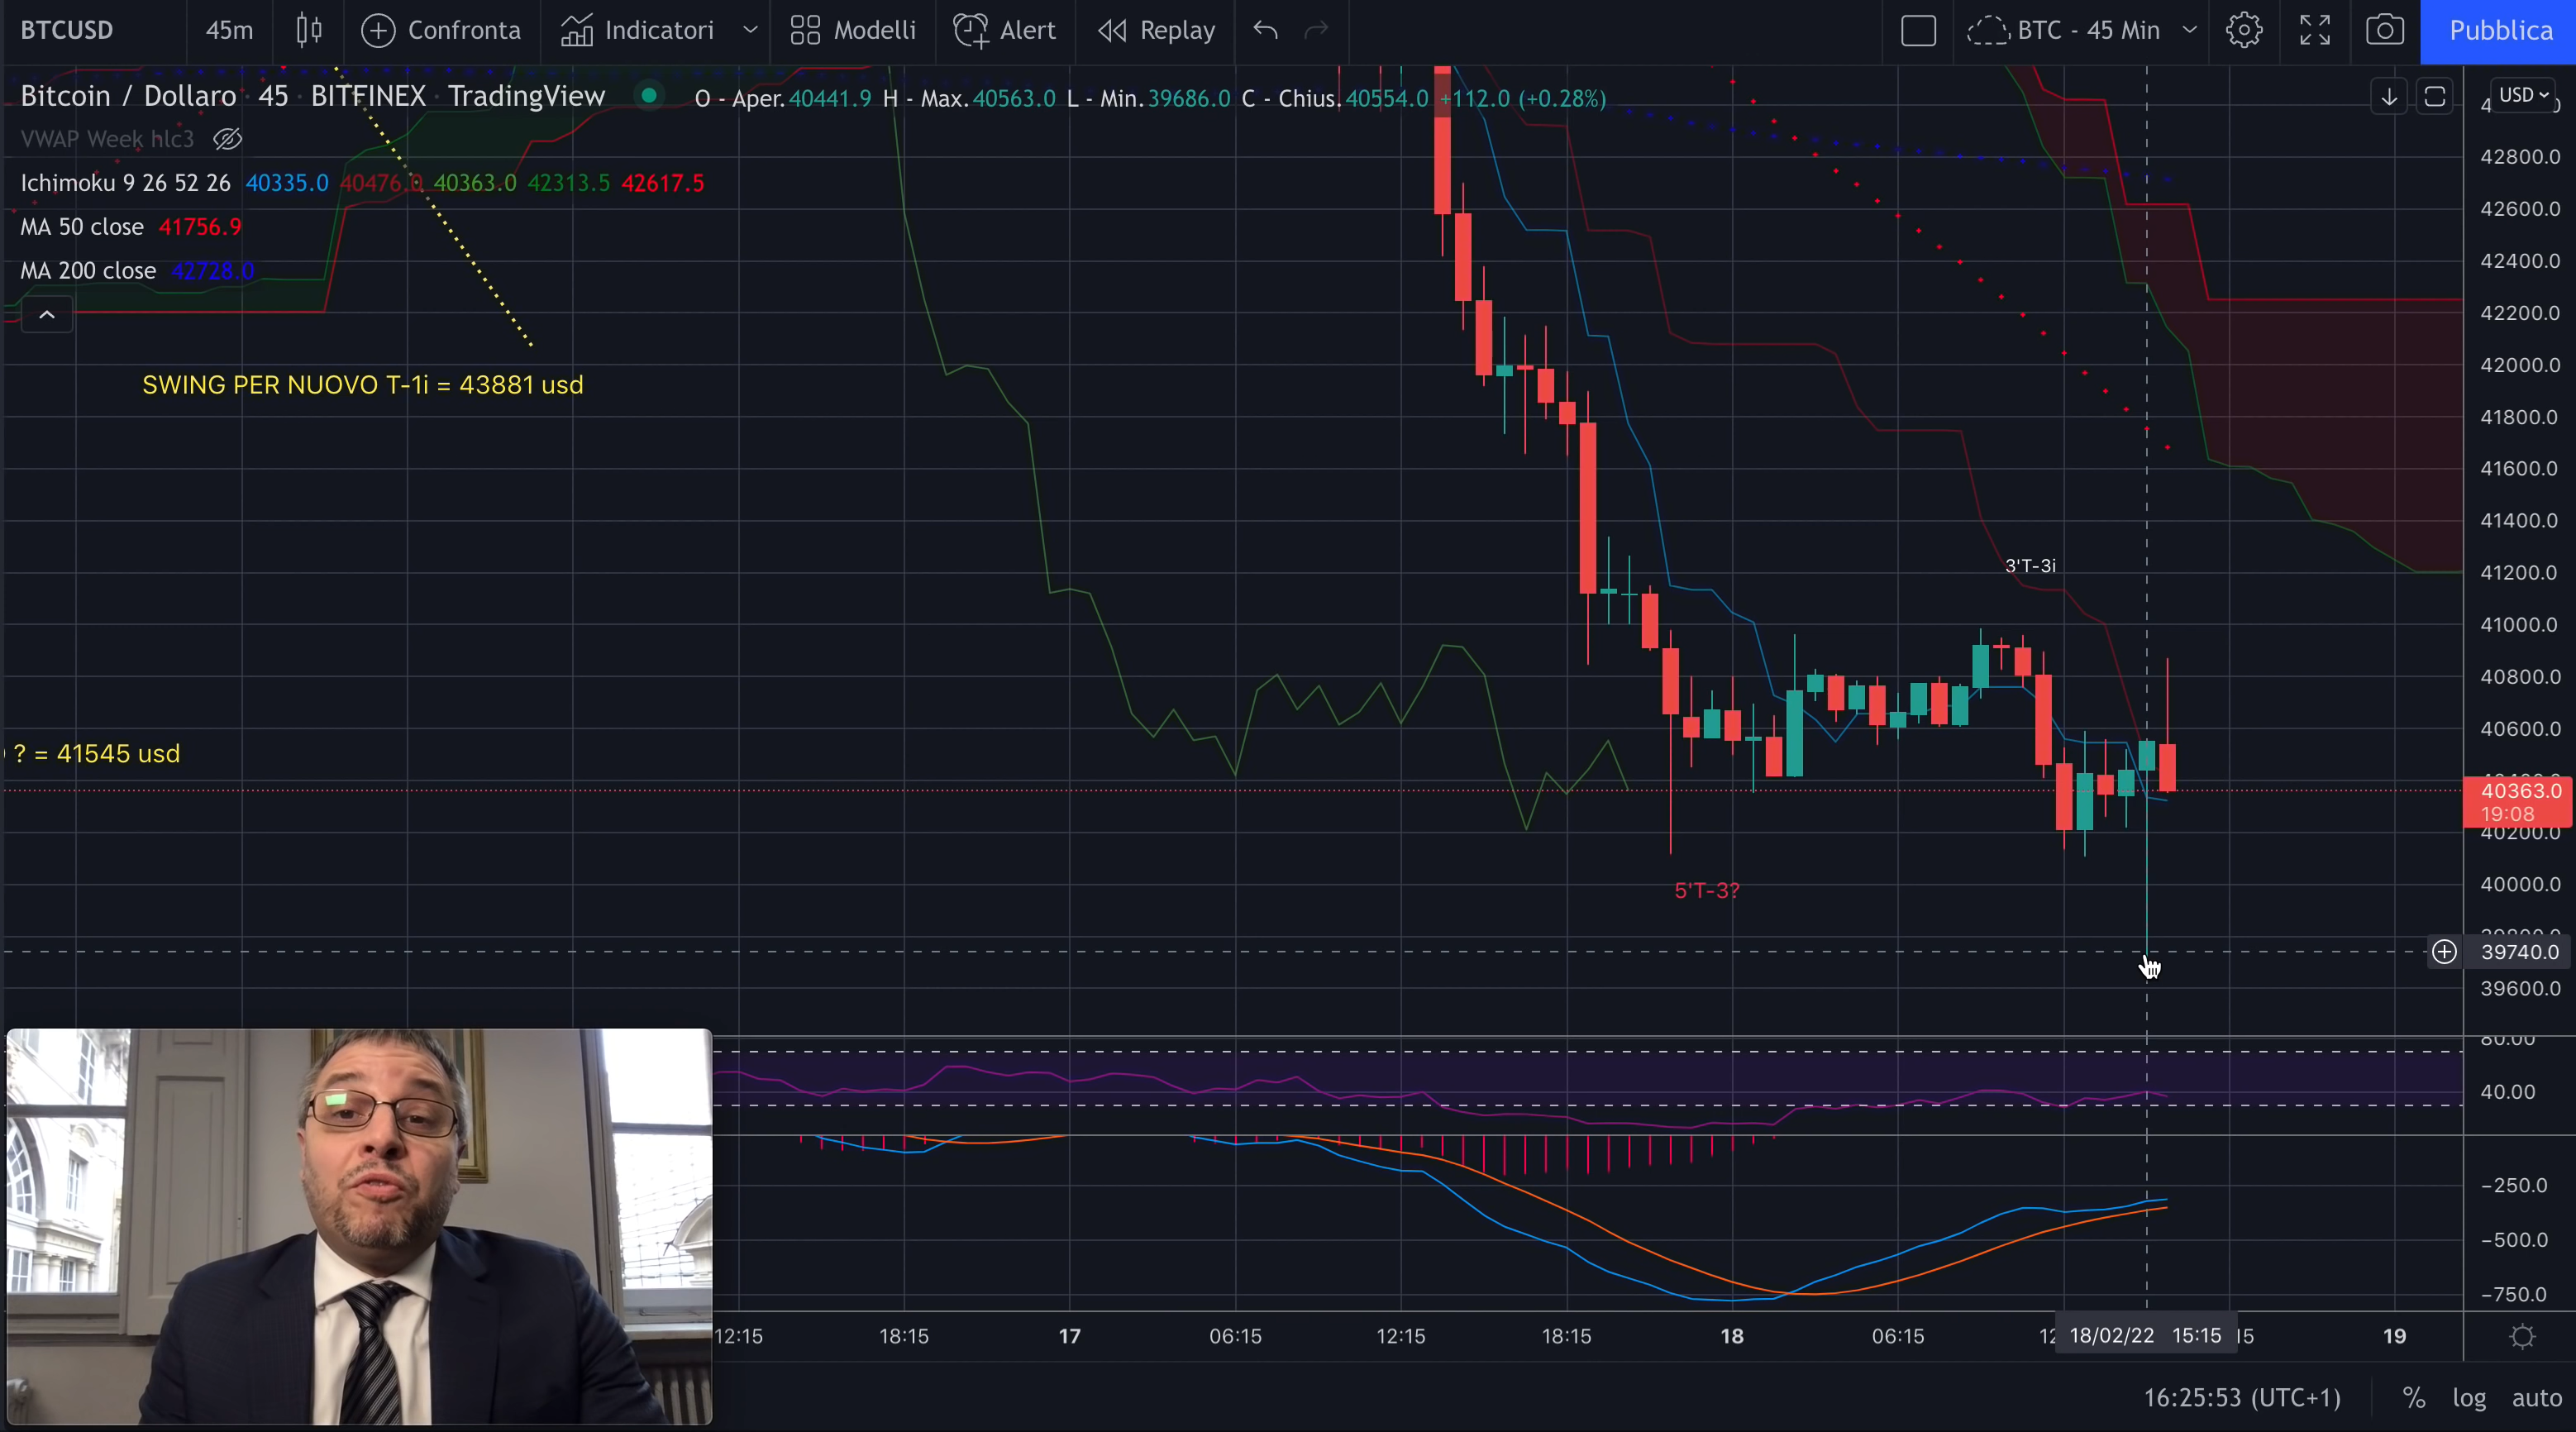 BTCUSD 45m Confronta Indicatori Modelli Alert Replay BTC - 45 Min Pubblica
Bitcoin / Dollaro · 45 · BITFINEX · TradingView O - Aper.40441.9 H - Max.40563.0 L - Min.39686.0 C - Chius.40554.0 +112.0 (+0.28%)
USD
VWAP Week hlc3
Ichimoku 9 26 52 26 40335.0 40476.0 40363.0 42313.5 42617.5
MA 50 close 41756.9
MA 200 close 42728.0
SWING PER NUOVO T-1i = 43881 usd
? = 41545 usd
3'T-3i
5'T-3?
42800.0
42600.0
42400.0
42200.0
42000.0
41800.0
41600.0
41400.0
41200.0
41000.0
40800.0
40600.0
40363.0
19:08
40200.0
40000.0
39740.0
39600.0
80.00
40.00
−250.0
−500.0
−750.0
12:15 18:15 17 06:15 12:15 18:15 18 06:15 18/02/22 15:15 19
16:25:53 (UTC+1) % log auto